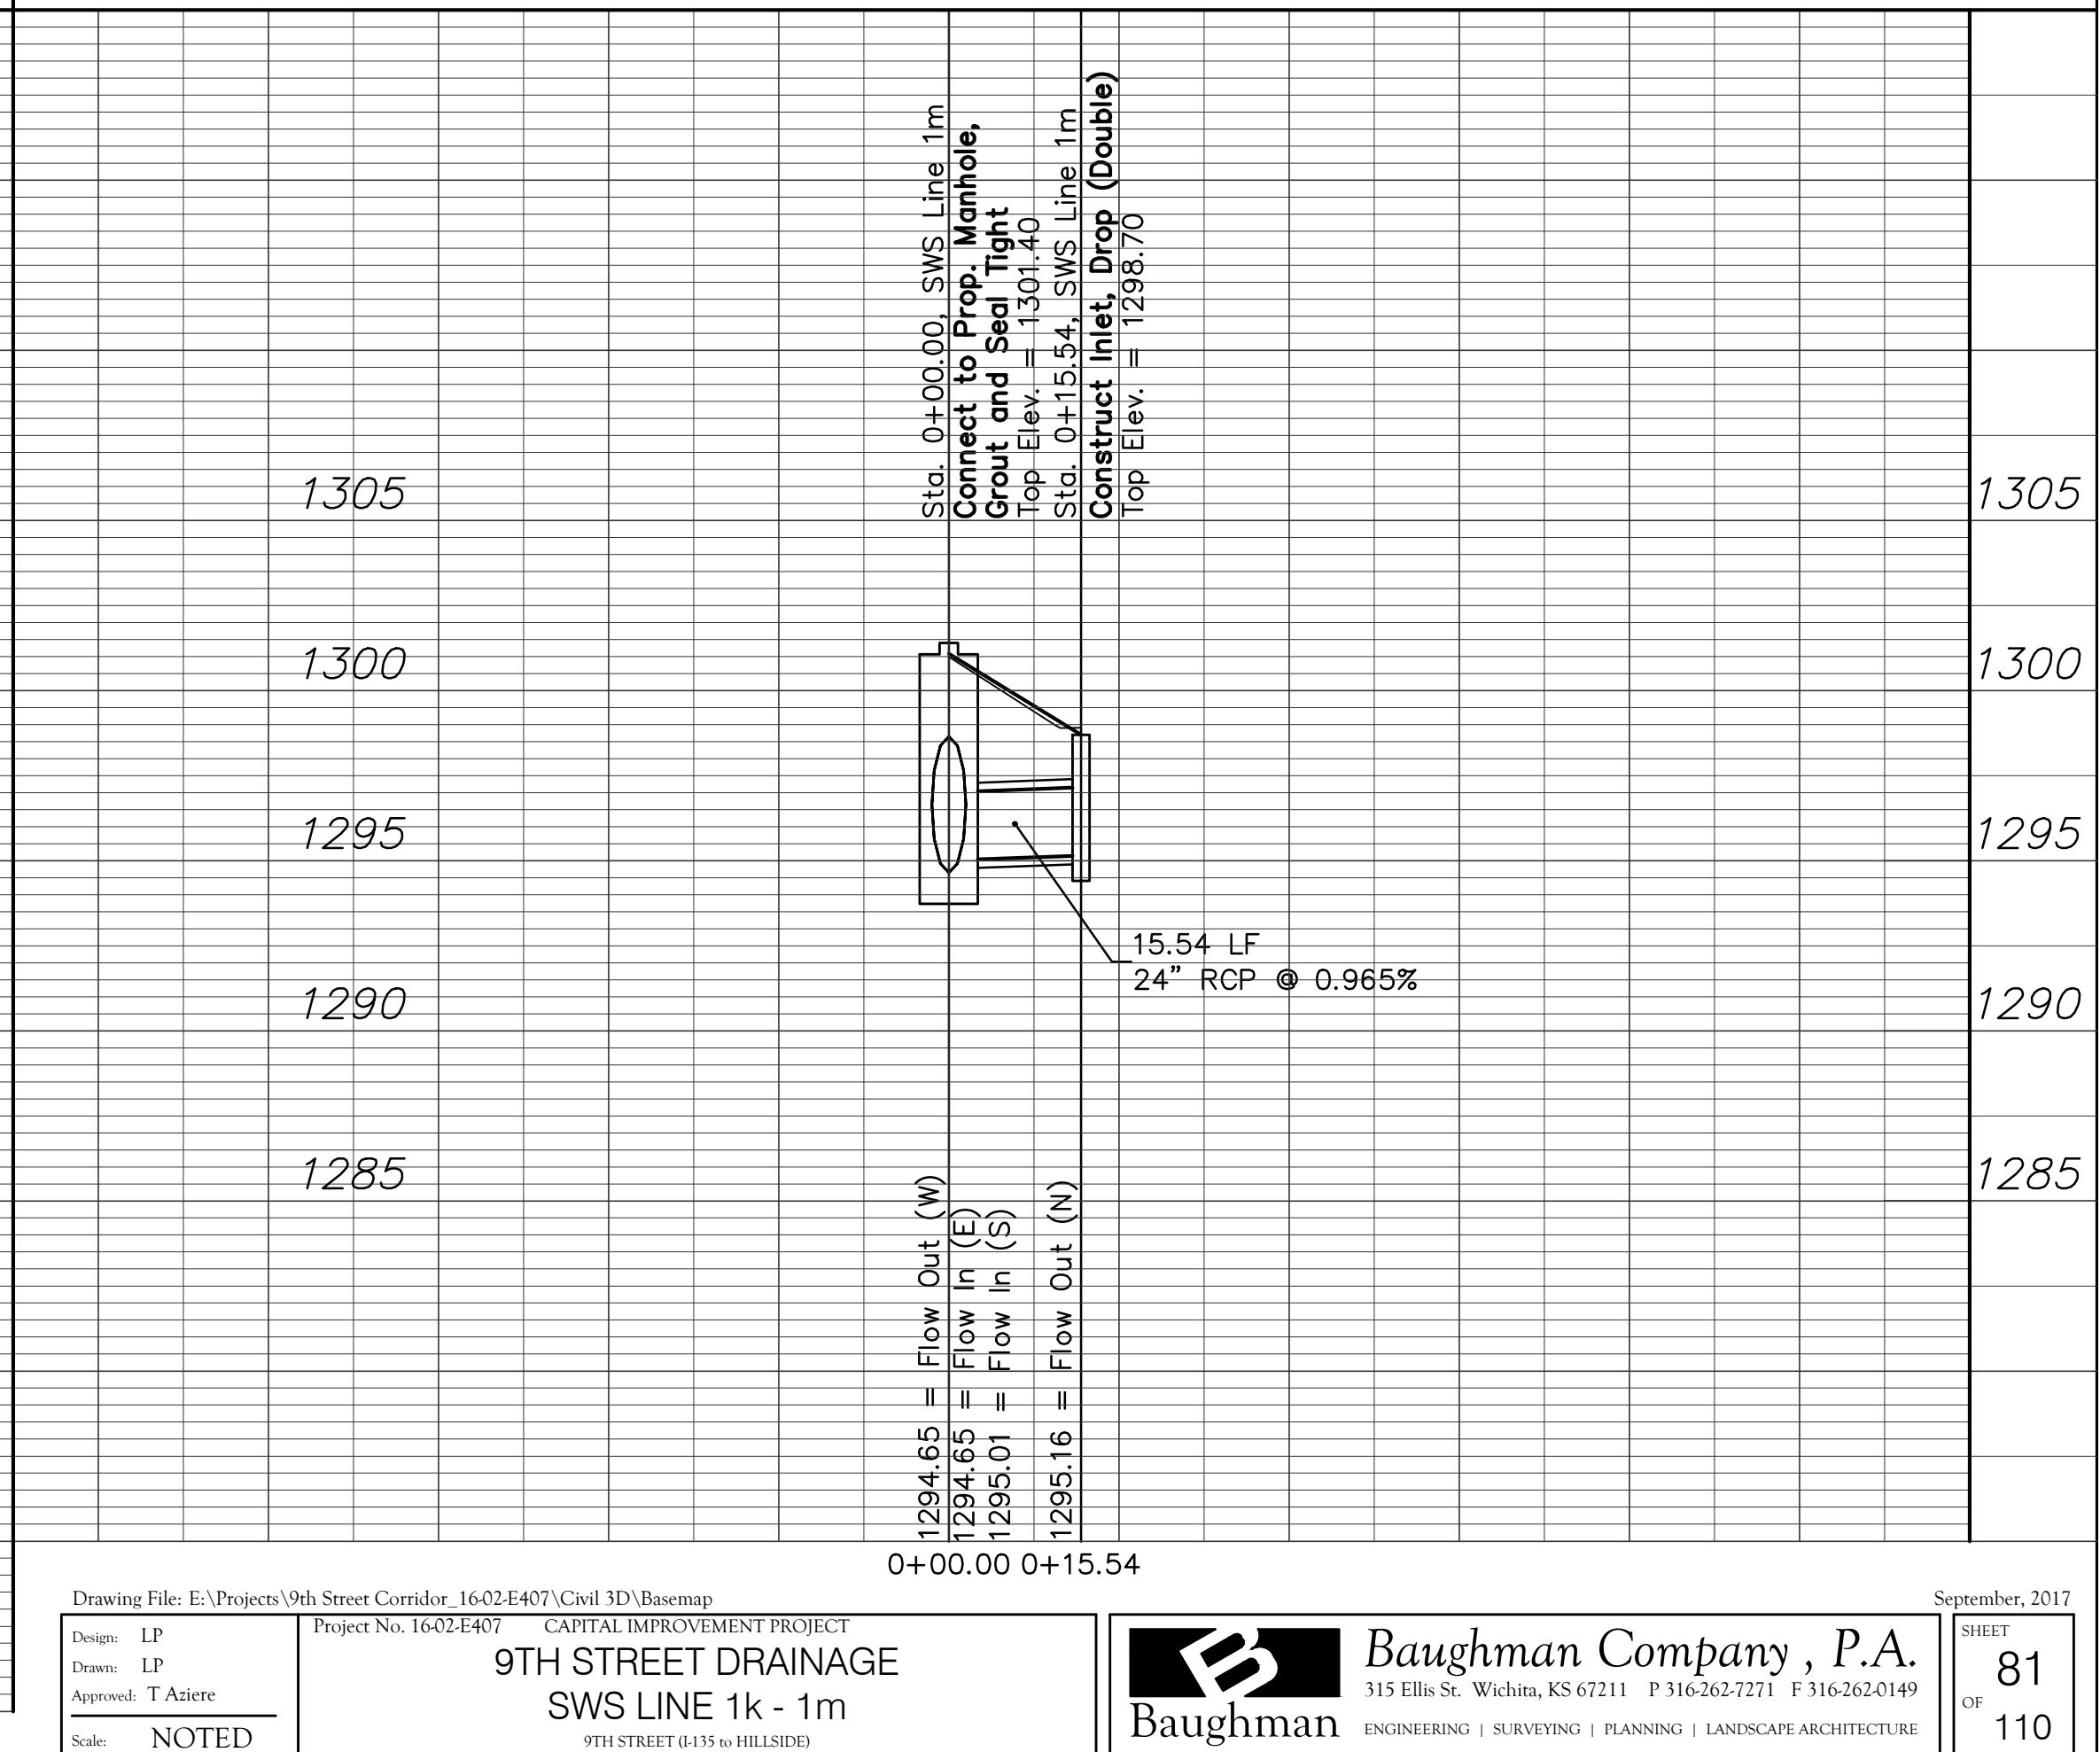 Sta. 0+00.00, SWS Line 1m
Connect to Prop. Manhole,
Grout and Seal Tight
Top Elev. = 1301.40
Sta. 0+15.54, SWS Line 1m
Construct Inlet, Drop (Double)
Top Elev. = 1298.70
1305
1305
1300
1300
1295
1295
15.54 LF
24” RCP @ 0.965%
1290
1290
1285
1285
1294.65 = Flow Out (W)
1294.65 = Flow In (E)
1295.01 = Flow In (S)
1295.16 = Flow Out (N)
0+00.00 0+15.54
Drawing File: E:\Projects\9th Street Corridor_16-02-E407\Civil 3D\Basemap
September, 2017
Design: LP
Drawn: LP
Approved: T Aziere
Scale: NOTED
Project No. 16-02-E407 CAPITAL IMPROVEMENT PROJECT
9TH STREET DRAINAGE
SWS LINE 1k - 1m
9TH STREET (I-135 to HILLSIDE)
B
Baughman
Baughman Company , P.A.
315 Ellis St. Wichita, KS 67211 P 316-262-7271 F 316-262-0149
ENGINEERING | SURVEYING | PLANNING | LANDSCAPE ARCHITECTURE
SHEET
81
OF
110